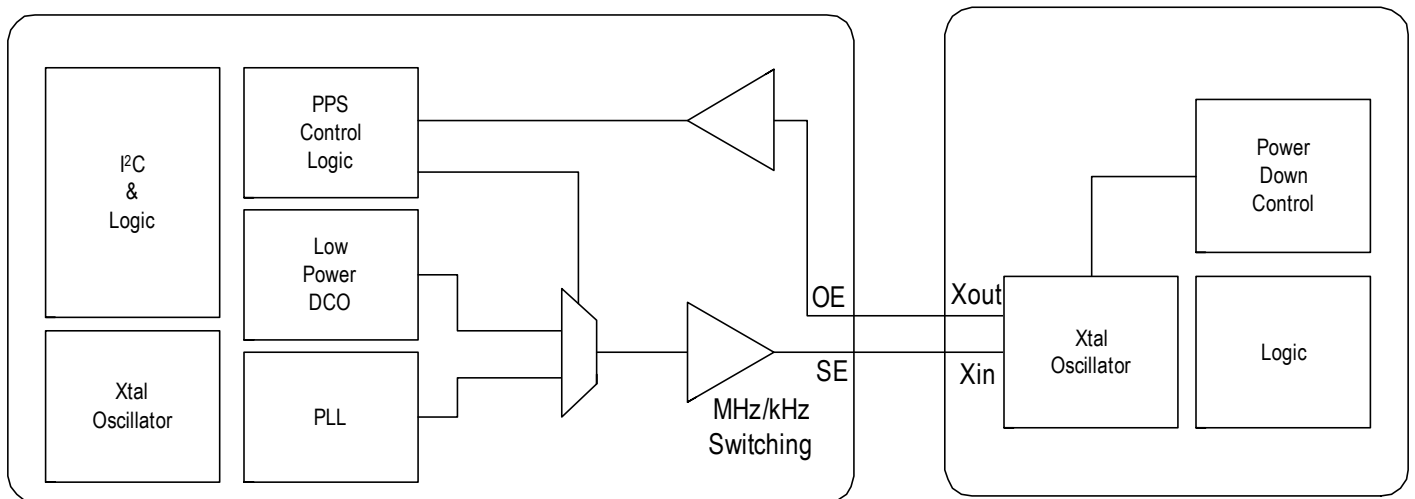 I²C
&
Logic
PPS
Control
Logic
Low
Power
DCO
Xtal
Oscillator
PLL
OE
SE
MHz/kHz
Switching
Xout
Xin
Xtal
Oscillator
Power
Down
Control
Logic